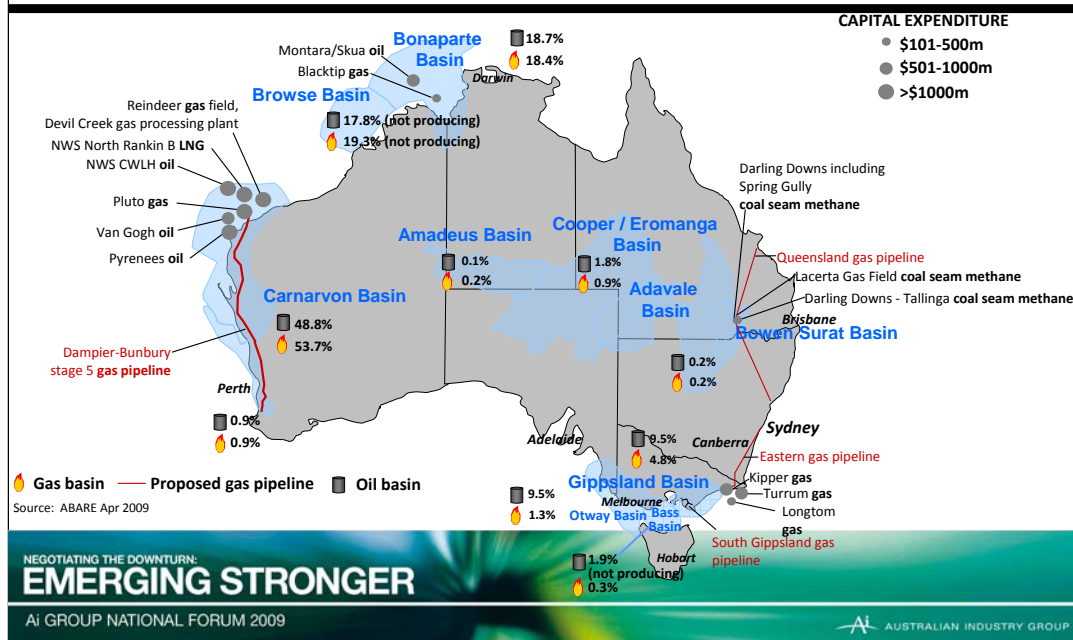 CAPITAL EXPENDITURE
$101-500m
$501-1000m
>$1000m
Bonaparte
Basin
18.7%
18.4%
Montara/Skua oil
Blacktip gas
Darwin
Browse Basin
17.8% (not producing)
19.3% (not producing)
Reindeer gas field,
Devil Creek gas processing plant
NWS North Rankin B LNG
NWS CWLH oil
Pluto gas
Van Gogh oil
Pyrenees oil
Darling Downs including
Spring Gully
coal seam methane
Cooper / Eromanga
Basin
1.8%
0.9%
Amadeus Basin
0.1%
0.2%
Queensland gas pipeline
Lacerta Gas Field coal seam methane
Darling Downs - Tallinga coal seam methane
Adavale
Basin
Brisbane
Bowen Surat Basin
0.2%
0.2%
Carnarvon Basin
48.8%
53.7%
Dampier-Bunbury
stage 5 gas pipeline
Perth
0.9%
0.9%
Adelaide
9.5%
4.8%
Canberra
Sydney
Eastern gas pipeline
Gippsland Basin
Kipper gas
Turrum gas
Longtom
gas
Melbourne
Otway Basin
Bass
Basin
9.5%
1.3%
South Gippsland gas
pipeline
Hobart
1.9%
(not producing)
0.3%
Gas basin
Proposed gas pipeline
Oil basin
Source: ABARE Apr 2009
NEGOTIATING THE DOWNTURN:
EMERGING STRONGER
Ai GROUP NATIONAL FORUM 2009
Ai AUSTRALIAN INDUSTRY GROUP